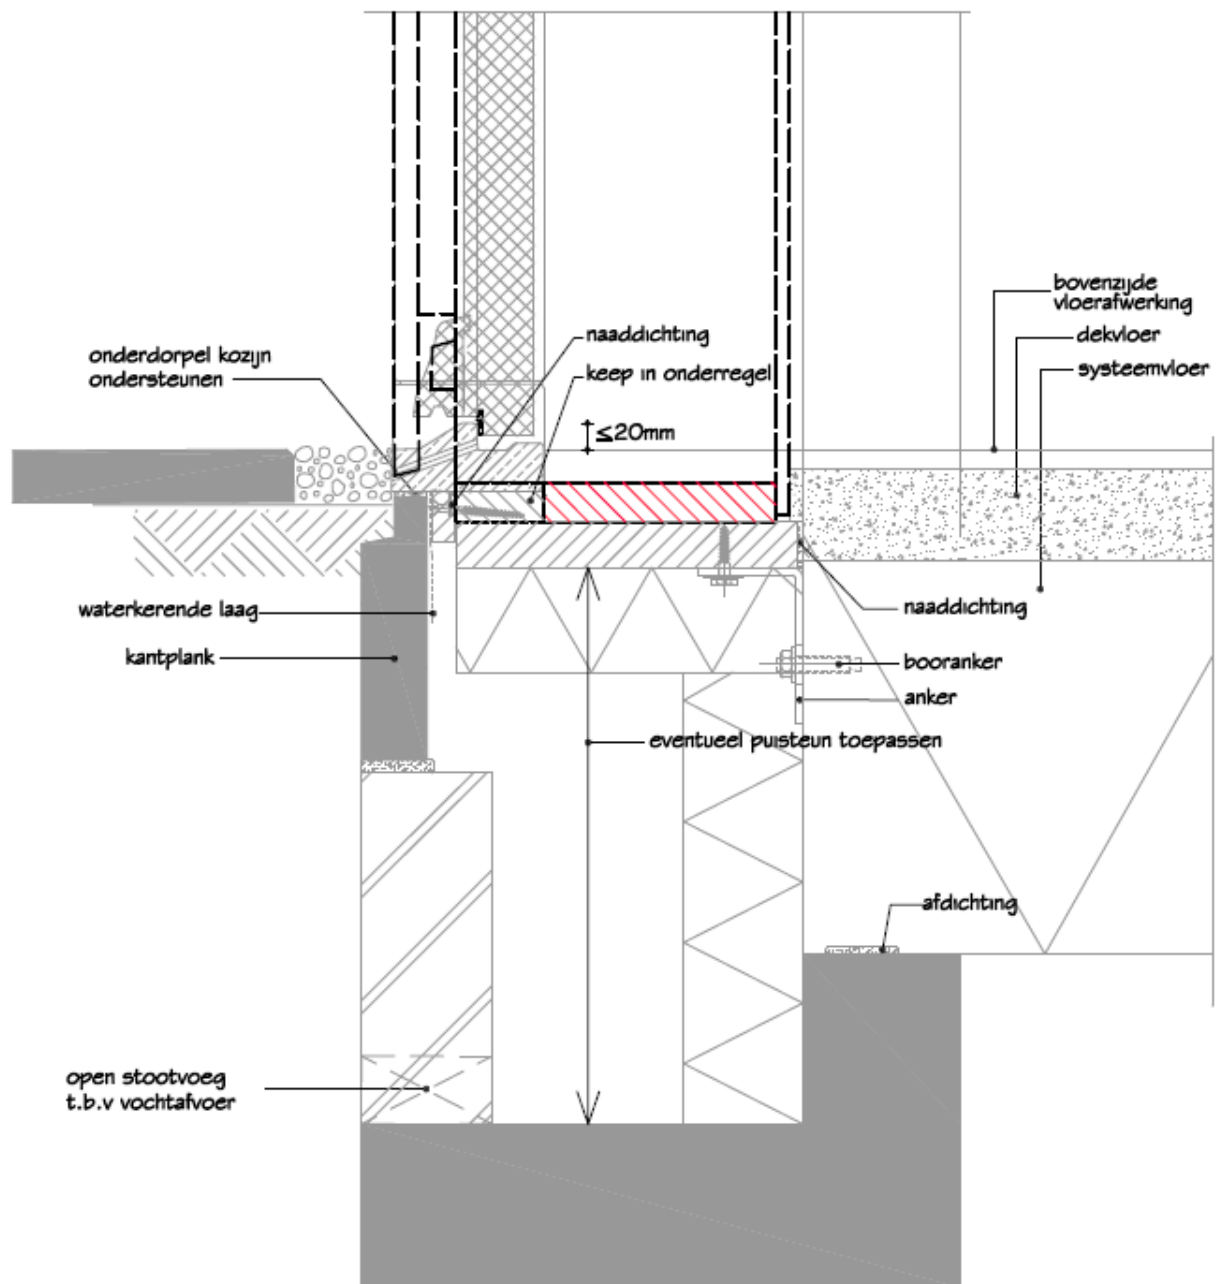 bovenzijde
vloerafwerking
naaddichting
dekvloer
onderdorpel kozijn
ondersteunen
keep in onderregel
systeemvloer
≤20mm
waterkerende laag
naaddichting
kantplank
booranker
anker
eventueel puisteun toepassen
afdichting
open stootvoeg
t.b.v vochtafvoer